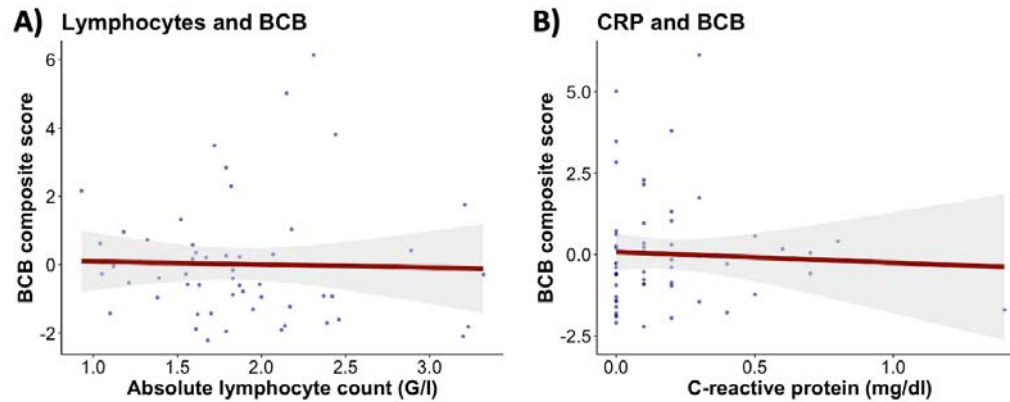 A) Lymphocytes and BCB
BCB composite score
6
4
2
0
-2
1.0 1.5 2.0 2.5 3.0
Absolute lymphocyte count (G/l)
B) CRP and BCB
BCB composite score
5.0
2.5
0.0
-2.5
0.0 0.5 1.0
C-reactive protein (mg/dl)